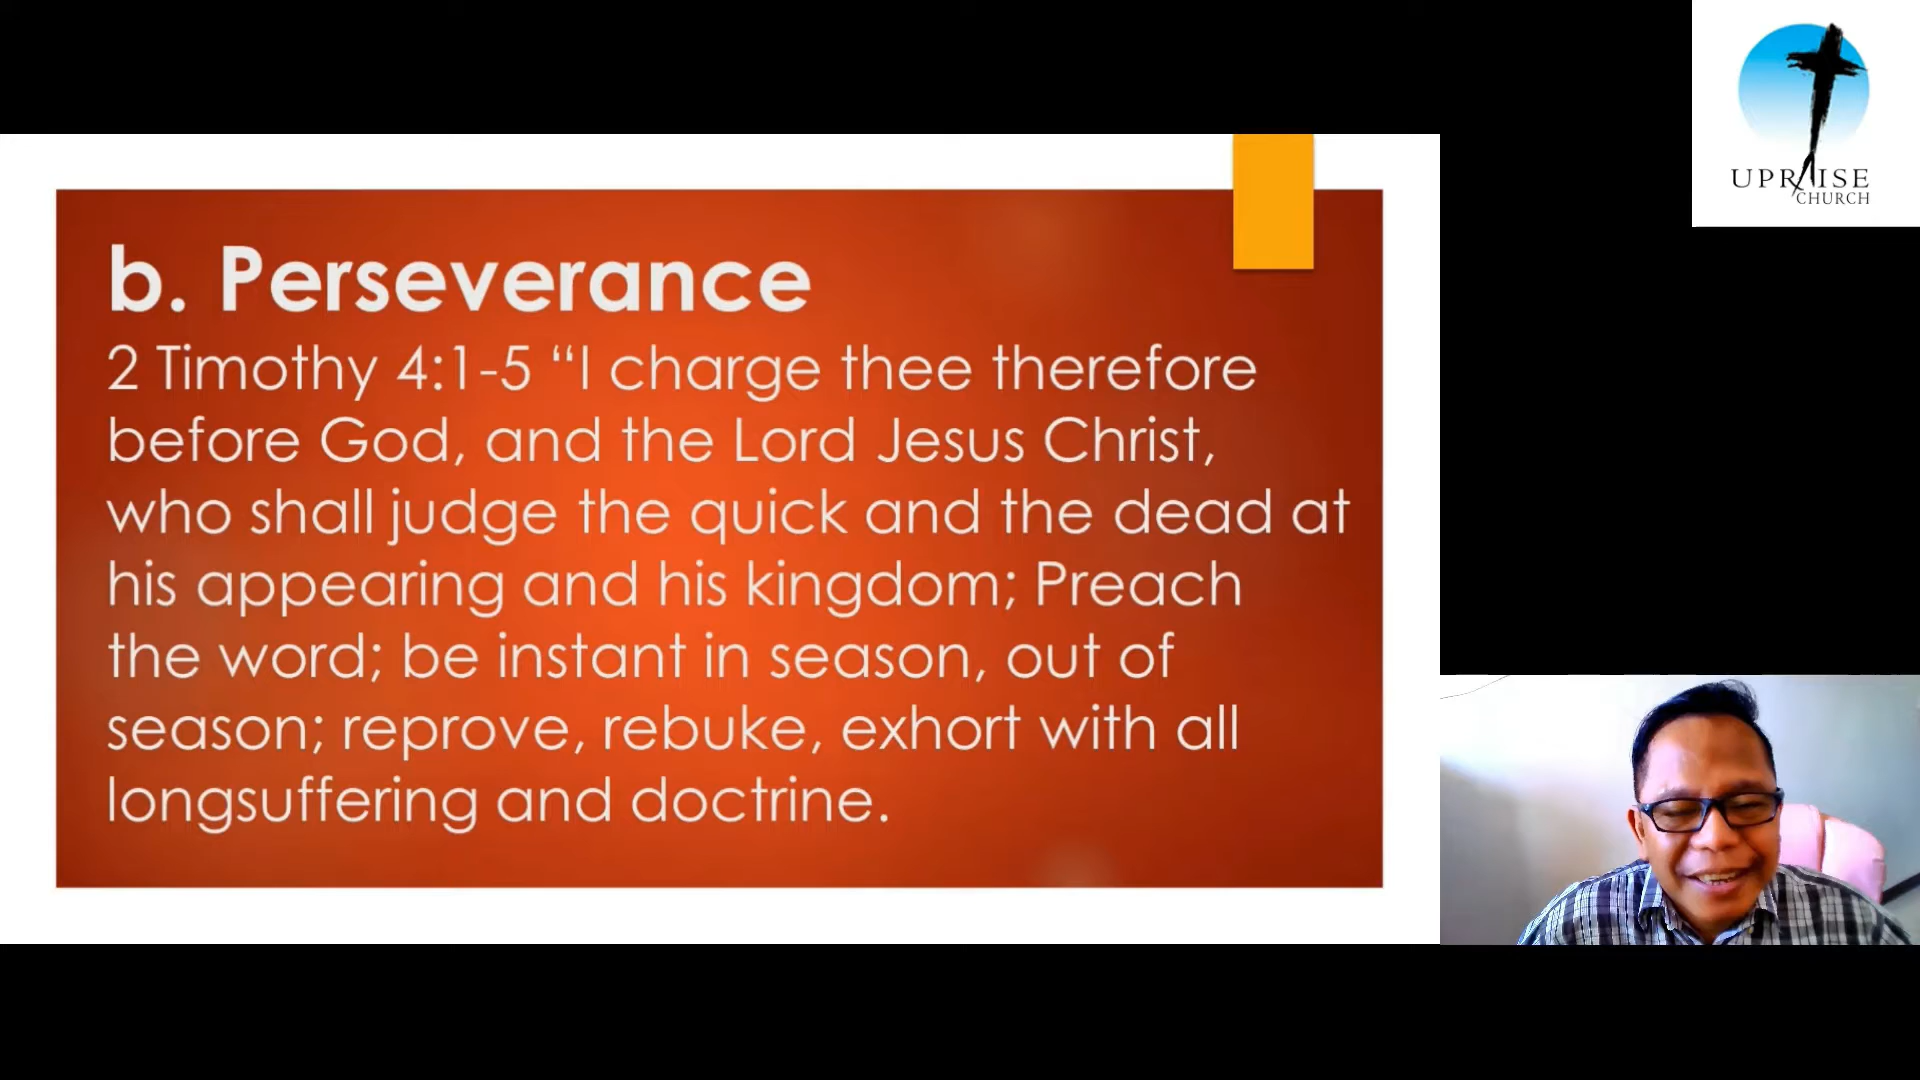 UPRAISE
CHURCH
b. Perseverance
2 Timothy 4:1-5 “I charge thee therefore
before God, and the Lord Jesus Christ,
who shall judge the quick and the dead at
his appearing and his kingdom; Preach
the word; be instant in season, out of
season; reprove, rebuke, exhort with all
longsuffering and doctrine.